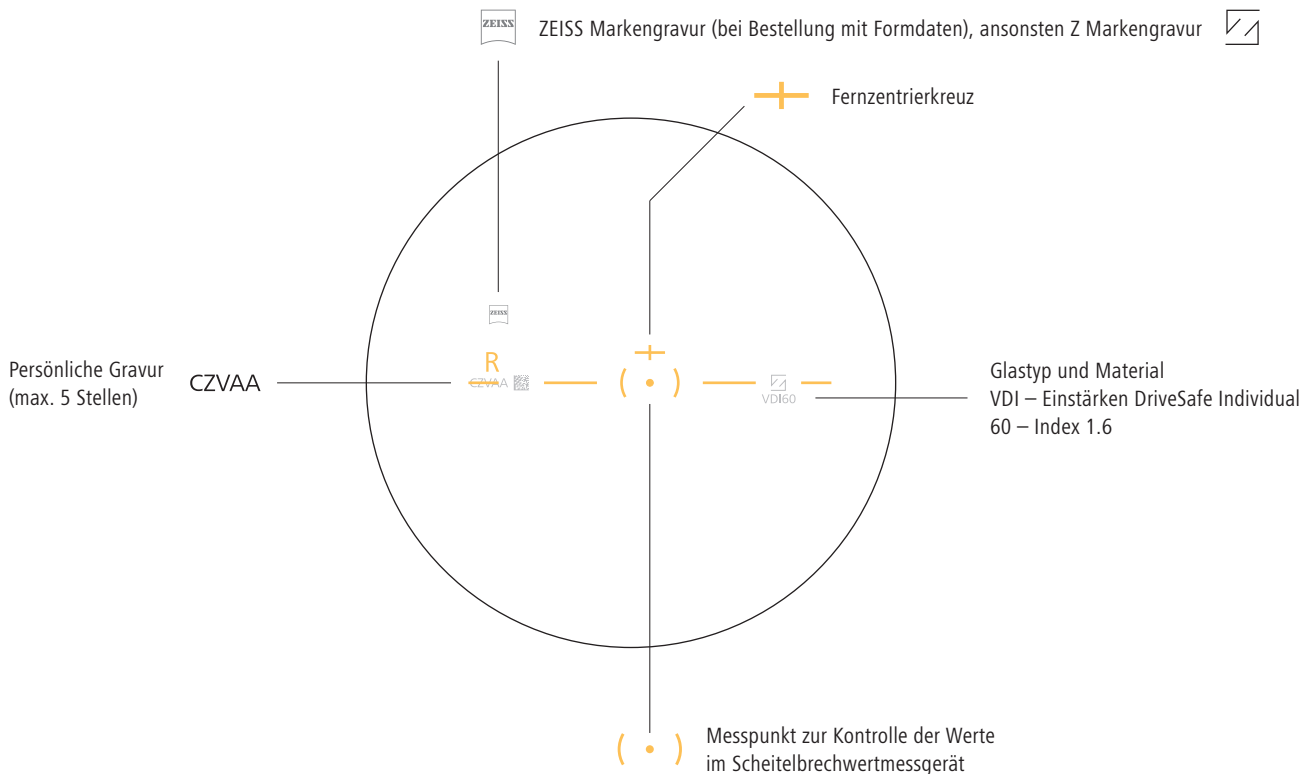 ZEISS
ZEISS Markengravur (bei Bestellung mit Formdaten), ansonsten Z Markengravur
Fernzentrierkreuz
ZEISS
R
Persönliche Gravur
(max. 5 Stellen)
CZVAA
CZVAA
VDI60
Glastyp und Material
VDI – Einstärken DriveSafe Individual
60 – Index 1.6
Messpunkt zur Kontrolle der Werte
im Scheitelbrechwertmessgerät